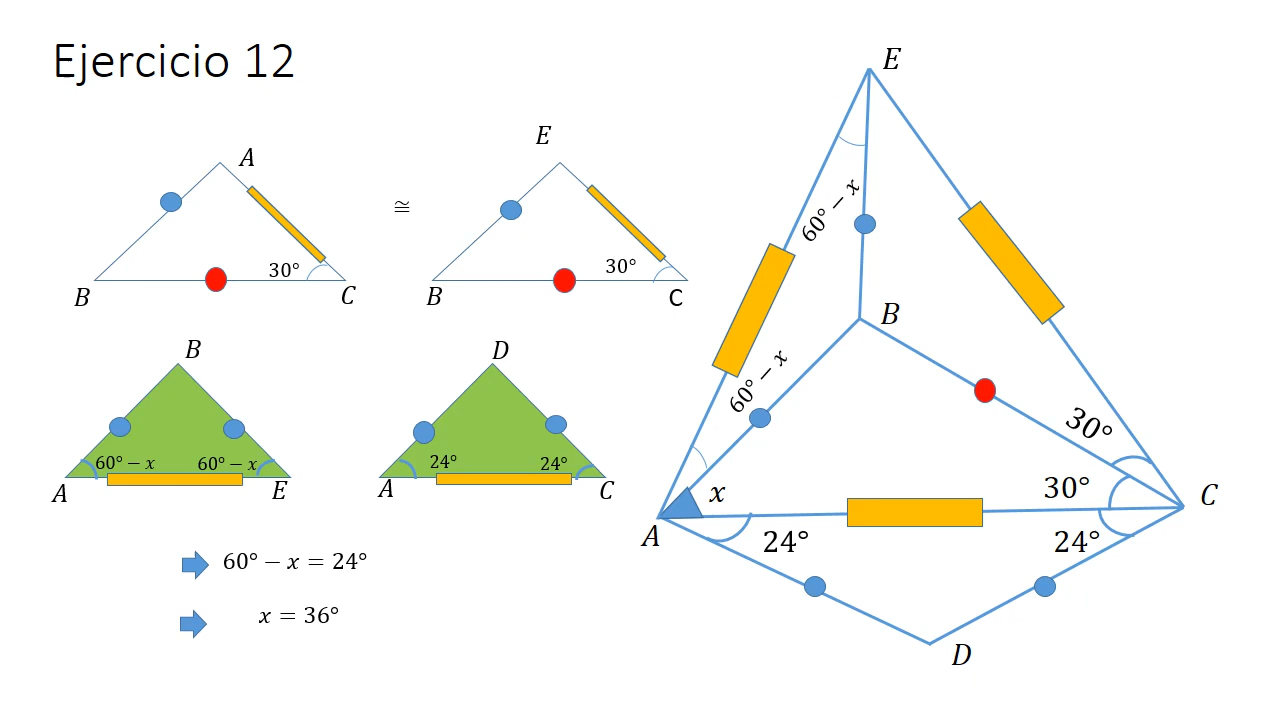 Ejercicio 12
A
B
30°
C
≅
E
B
30°
C
B
60° − x
60° − x
A
E
D
24°
24°
A
C
60° − x = 24°
x = 36°
E
60° − x
B
60° − x
30°
x
30°
C
A
24°
24°
D